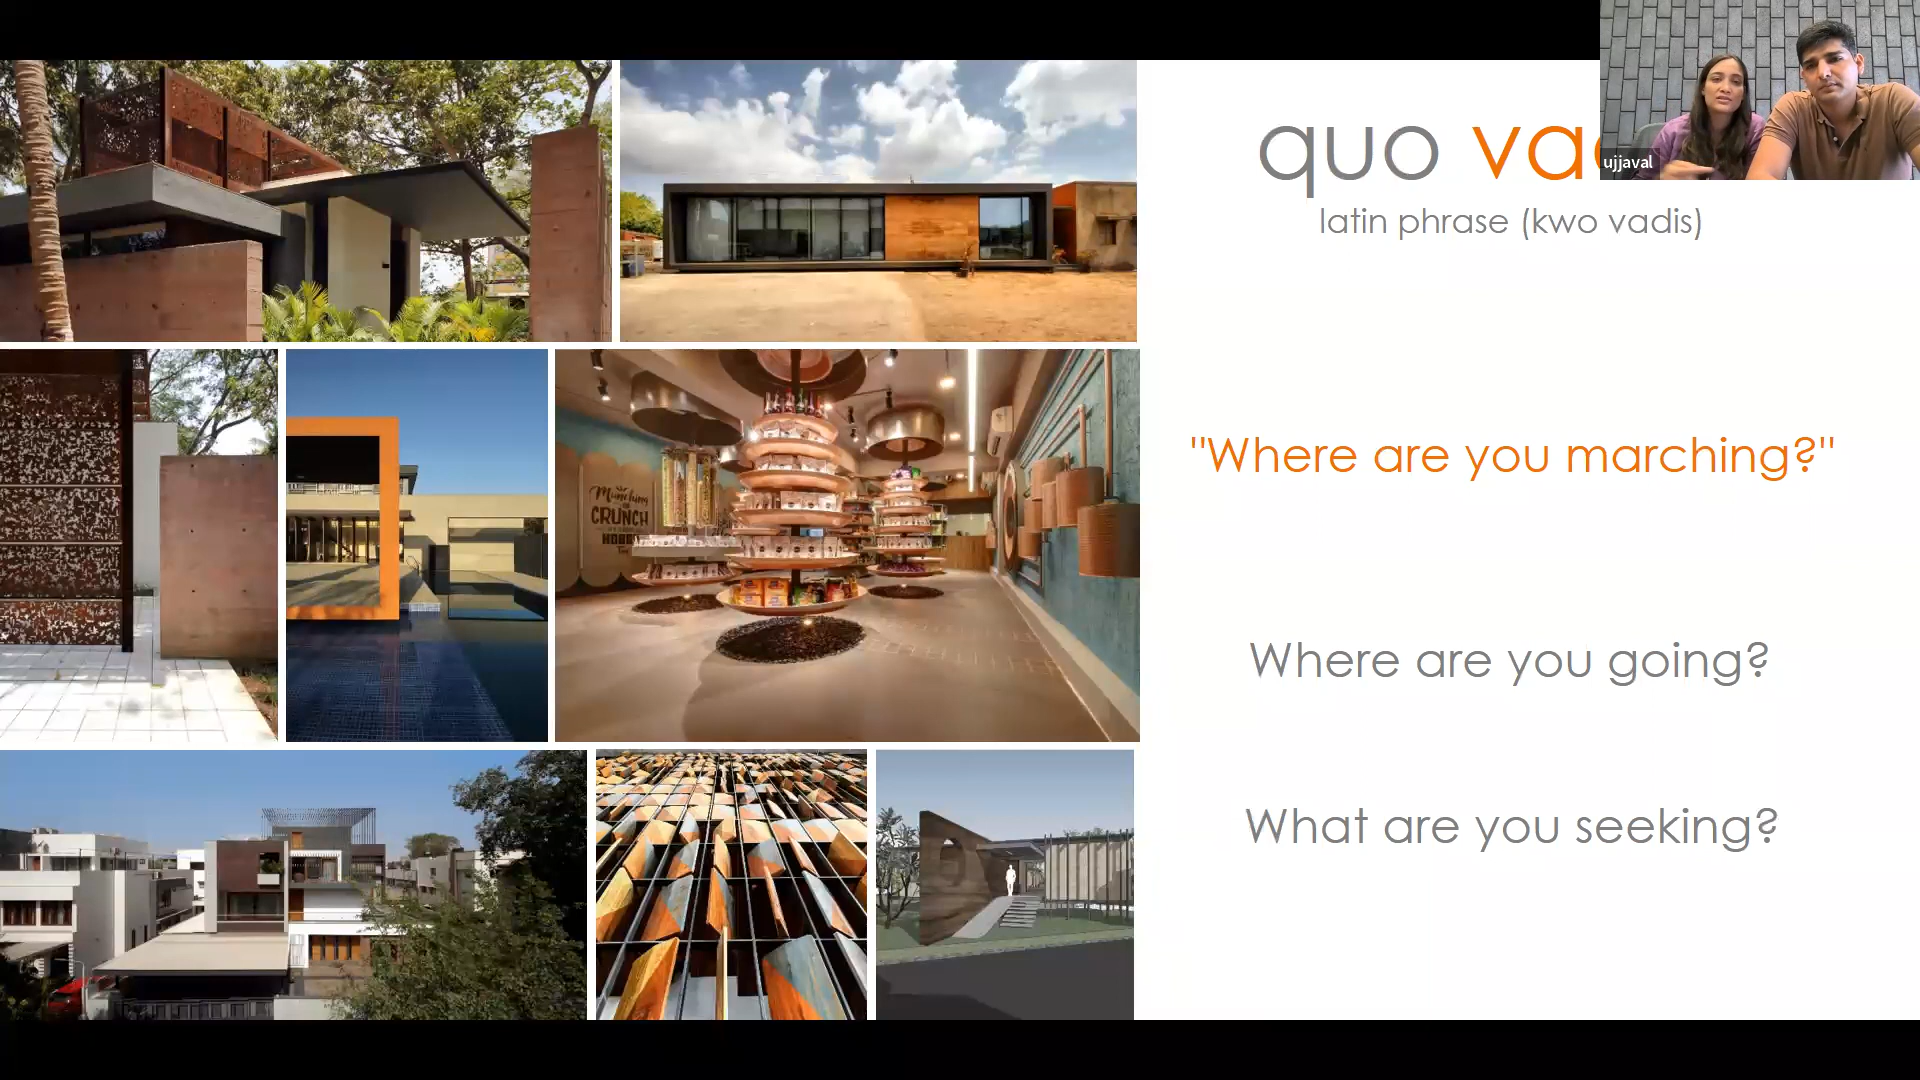 quo va
latin phrase (kwo vadis)
ujjaval
"Where are you marching?"
Where are you going?
What are you seeking?
Munching
CRUNCH